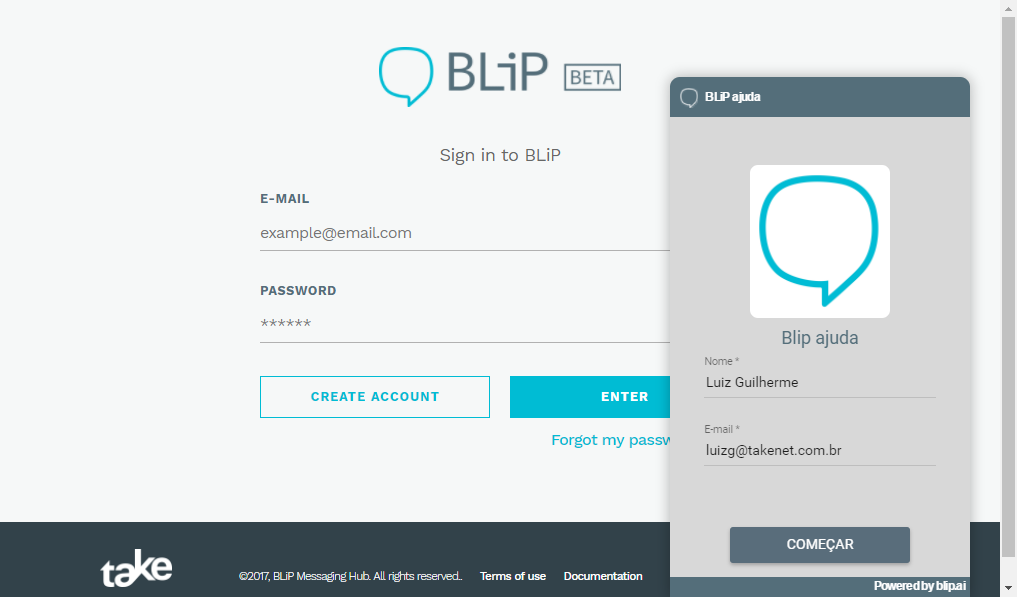 BLiP BETA
Sign in to BLiP
E-MAIL
example@email.com
PASSWORD
******
CREATE ACCOUNT
ENTER
Forgot my passw
take
©2017, BLiP Messaging Hub. All rights reserved..
Terms of use
Documentation
BLiP ajuda
Blip ajuda
Nome *
Luiz Guilherme
E-mail *
luizg@takenet.com.br
COMEÇAR
Powered by blip.ai